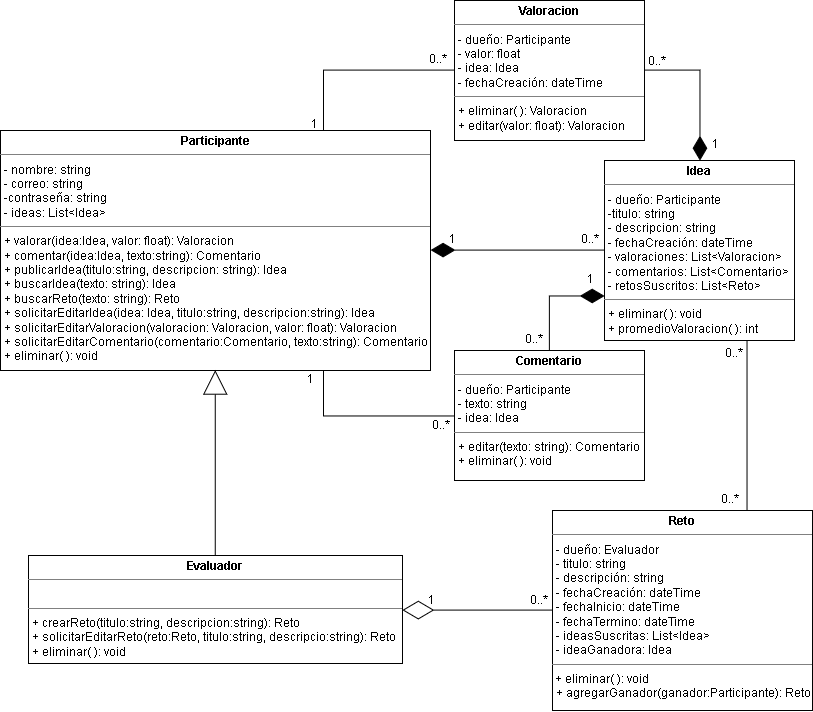 Valoracion
- dueño: Participante
- valor: float
- idea: Idea
- fechaCreación: dateTime
+ eliminar(): Valoracion
+ editar(valor: float): Valoracion
0..*
0..*
1
1
Participante
- nombre: string
- correo: string
-contraseña: string
- ideas: List<Idea>
+ valorar(idea:Idea, valor: float): Valoracion
+ comentar(idea:Idea, texto:string): Comentario
+ publicarIdea(titulo:string, descripcion: string): Idea
+ buscarIdea(texto: string): Idea
+ buscarReto(texto: string): Reto
+ solicitarEditarIdea(idea: Idea, titulo:string, descripcion:string): Idea
+ solicitarEditarValoracion(valoracion: Valoracion, valor: float): Valoracion
+ solicitarEditarComentario(comentario:Comentario, texto:string): Comentario
+ eliminar(): void
1
0..*
Idea
- dueño: Participante
-titulo: string
- descripcion: string
- fechaCreación: dateTime
- valoraciones: List<Valoracion>
- comentarios: List<Comentario>
- retosSuscritos: List<Reto>
+ eliminar(): void
+ promedioValoracion(): int
1
0..*
0..*
1
0..*
Comentario
- dueño: Participante
- texto: string
- idea: Idea
+ editar(texto: string): Comentario
+ eliminar(): void
0..*
Reto
- dueño: Evaluador
- titulo: string
- descripción: string
- fechaCreación: dateTime
- fechaInicio: dateTime
- fechaTermino: dateTime
- ideasSuscritas: List<Idea>
- ideaGanadora: Idea
+ eliminar(): void
+ agregarGanador(ganador:Participante): Reto
Evaluador
+ crearReto(titulo:string, descripcion:string): Reto
+ solicitarEditarReto(reto:Reto, titulo:string, descripcio:string): Reto
+ eliminar(): void
1
0..*